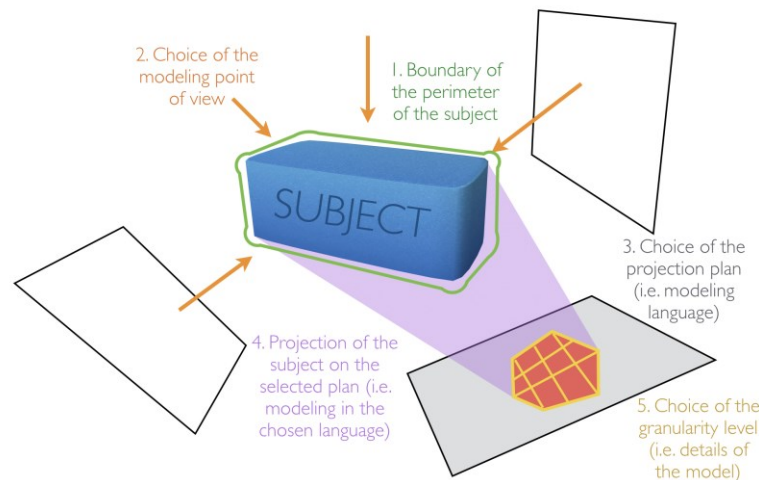 2. Choice of the
modeling point
of view
1. Boundary of
the perimeter
of the subject
SUBJECT
3. Choice of the
projection plan
(i.e. modeling
language)
4. Projection of the
subject on the
selected plan (i.e.
modeling in the
chosen language)
5. Choice of the
granularity level
(i.e. details of
the model)